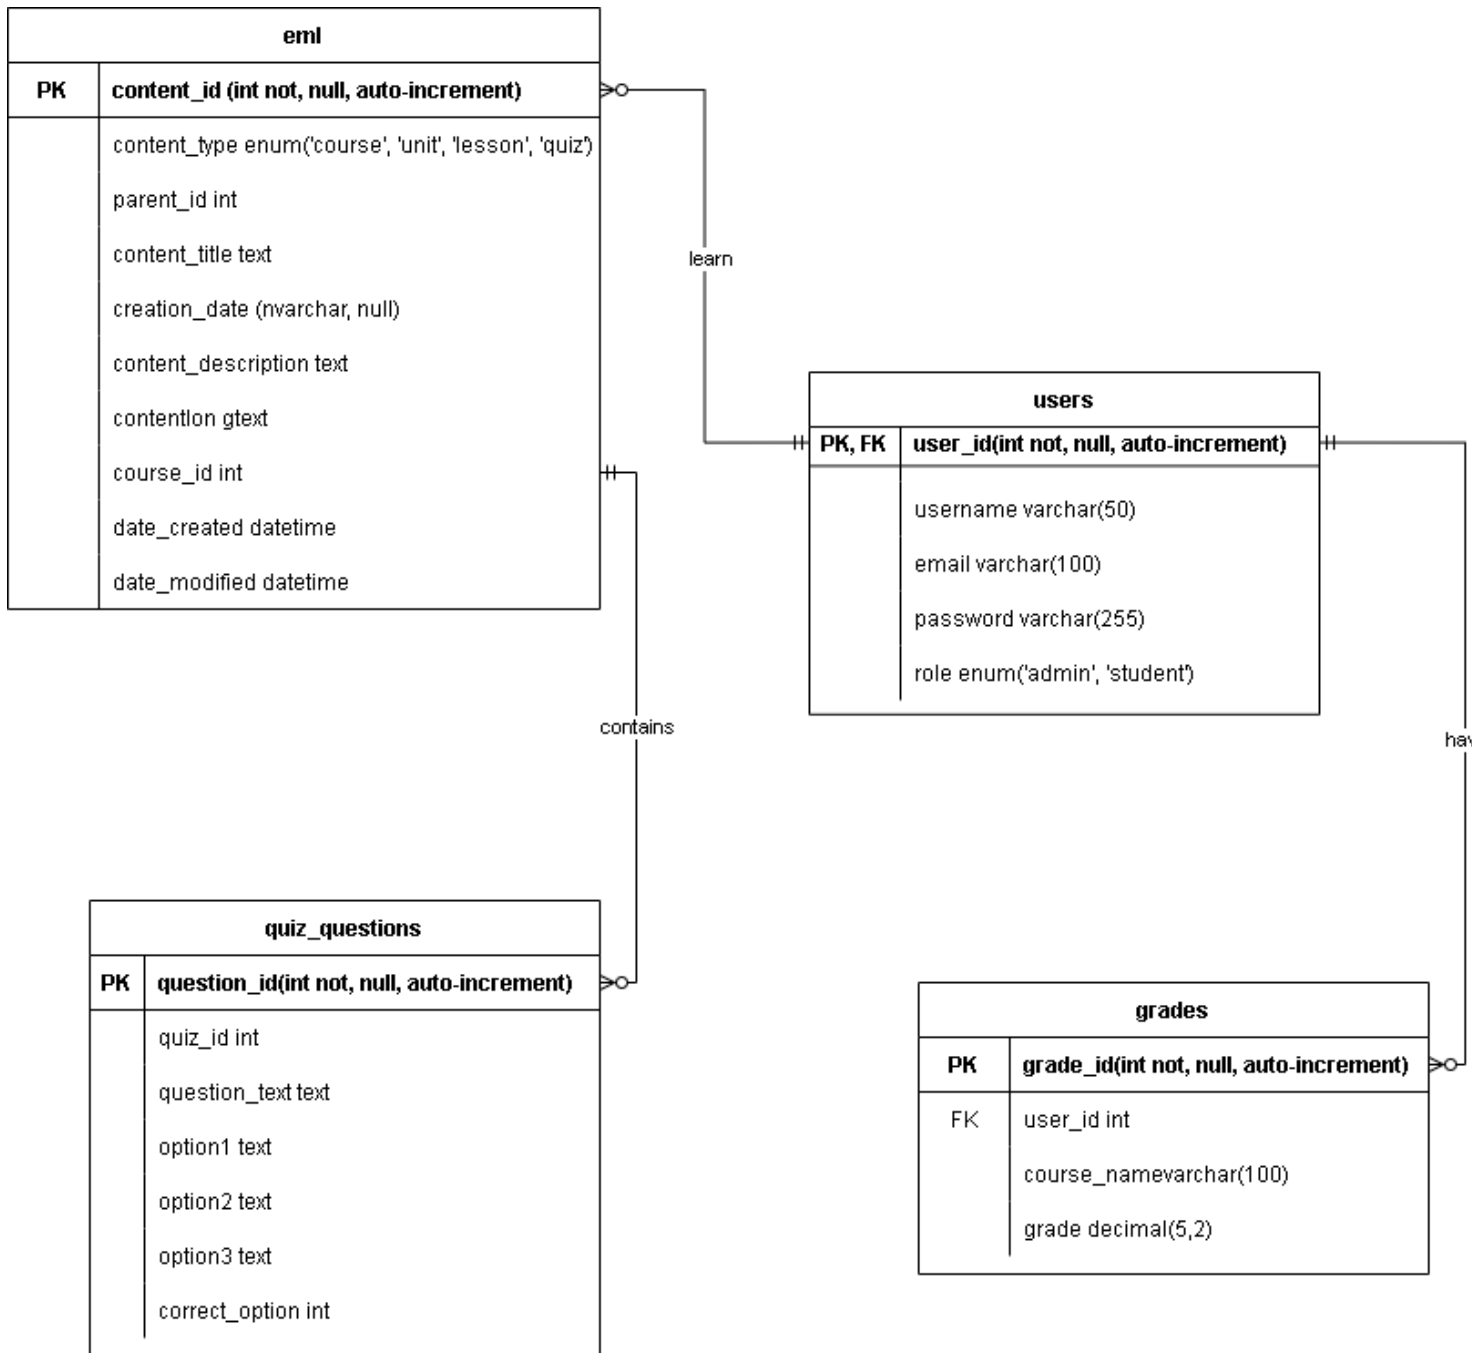 eml
PK content_id (int not, null, auto-increment)
content_type enum('course', 'unit', 'lesson', 'quiz')
parent_id int
content_title text
creation_date (nvarchar, null)
content_description text
contentlon gtext
course_id int
date_created datetime
date_modified datetime
learn
users
PK, FK user_id(int not, null, auto-increment)
username varchar(50)
email varchar(100)
password varchar(255)
role enum('admin', 'student')
contains
hav
quiz_questions
PK question_id(int not, null, auto-increment)
quiz_id int
question_text text
option1 text
option2 text
option3 text
correct_option int
grades
PK grade_id(int not, null, auto-increment)
FK user_id int
course_namevarchar(100)
grade decimal(5,2)